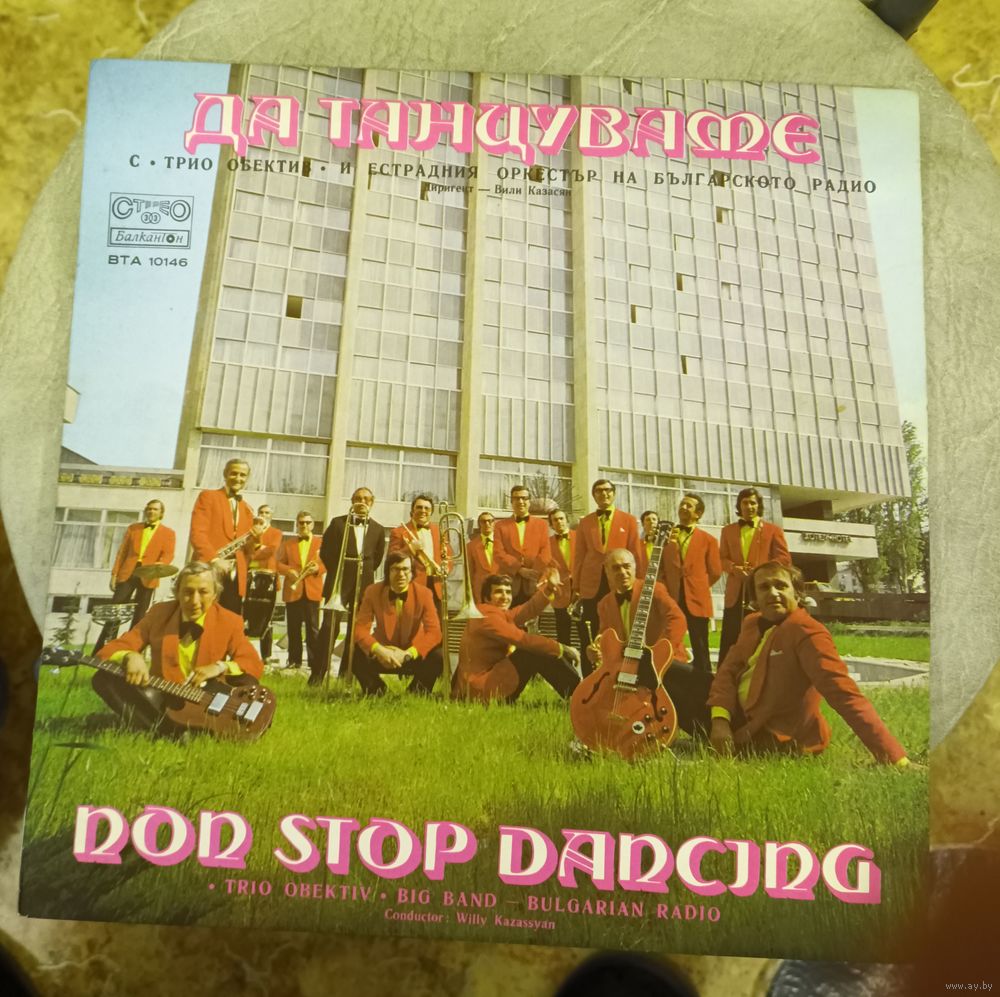 ДА ТАНЦУВАМЕ
С • ТРИО ОБЕКТИВ • И ЕСТРАДНИЯ ОРКЕСТЪР НА БЪЛГАРСКОТО РАДИО
Диригент — Вили Казасян
СТЕРЕО
33
Балкантон
ВТА 10146
NON STOP DANCING
• TRIO OBEKTIV • BIG BAND — BULGARIAN RADIO
Conductor: Willy Kazassyan
www.ay.by